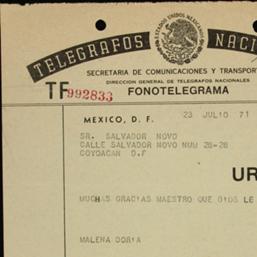 TELEGRAFOS NACI
ESTADOS UNIDOS MEXICANOS
SECRETARIA DE COMUNICACIONES Y TRANSPORT
DIRECCION GENERAL DE TELEGRAFOS NACIONALES
TF992833 FONOTELEGRAMA
MEXICO, D. F. 23 JULIO 71
SR. SALVADOR NOVO
CALLE SALVADOR NOVO NUM 26-28
COYOACAN D.F
UR
MUCHAS GRACIAS MAESTRO QUE DIOS LE
MALENA DORIA